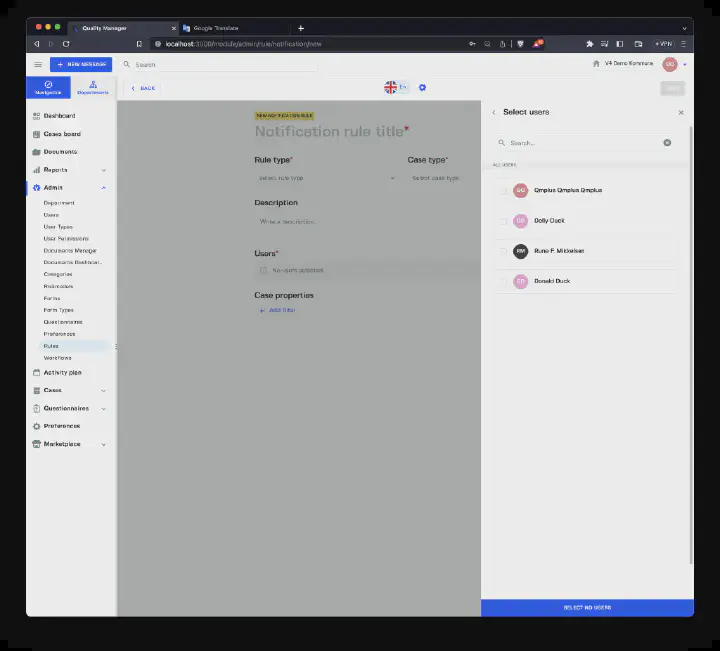 Quality Manager
Google Translate
localhost:3000/module/admin/rule/notification/new
VPN
NEW MESSAGE
Search
V4 Demo Kommune
Navigation
Departments
BACK
En
Dashboard
Cases board
Documents
Reports
Admin
Department
Users
User Types
User Permissions
Documents Manager
Documents Dashboar...
Categories
Risk matrix
Forms
Form Types
Questionnaires
Preferences
Rules
Workflows
Activity plan
Cases
Questionnaires
Preferences
Marketplace
NEW NOTIFICATION RULE
Notification rule title*
Rule type*
Case type*
Select rule type
Select case type
Description
Write a description...
Users*
No users selected
Case properties
Add filter
Select users
Search...
ALL USERS
Qmplus Qmplus Qmplus
DD
Dolly Duck
RM
Rune F. Mikkelsen
DD
Donald Duck
SELECT NO USERS